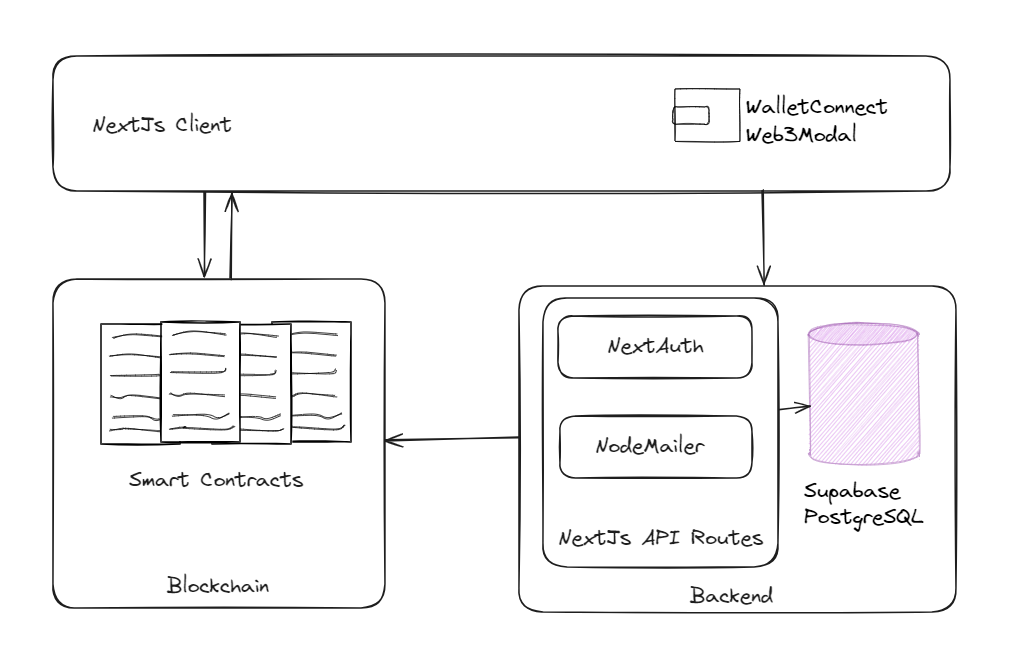 NextJs Client
WalletConnect
Web3Modal
NextAuth
NodeMailer
NextJs API Routes
Supabase
PostgreSQL
Backend
Smart Contracts
Blockchain